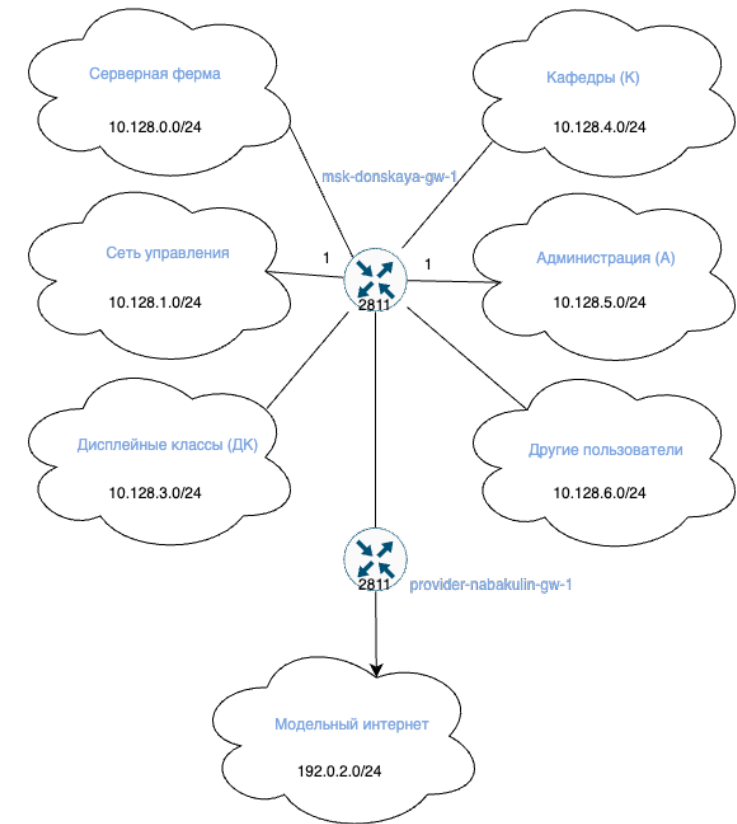 Серверная ферма
10.128.0.0/24
Кафедры (К)
10.128.4.0/24
msk-donskaya-gw-1
Сеть управления
10.128.1.0/24
1
1
2811
Администрация (А)
10.128.5.0/24
Дисплейные классы (ДК)
10.128.3.0/24
Другие пользователи
10.128.6.0/24
2811
provider-nabakulin-gw-1
Модельный интернет
192.0.2.0/24